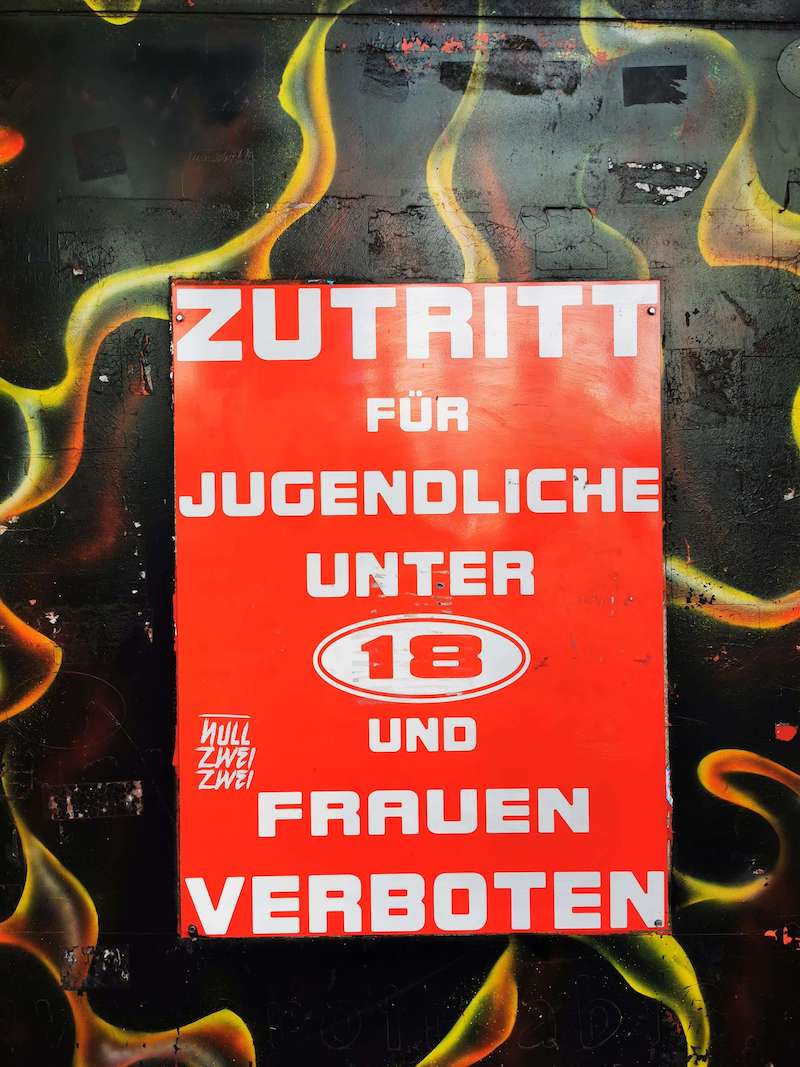 ZUTRITT
FÜR
JUGENDLICHE
UNTER
18
UND
NULL
ZWEI
ZWEI
FRAUEN
VERBOTEN